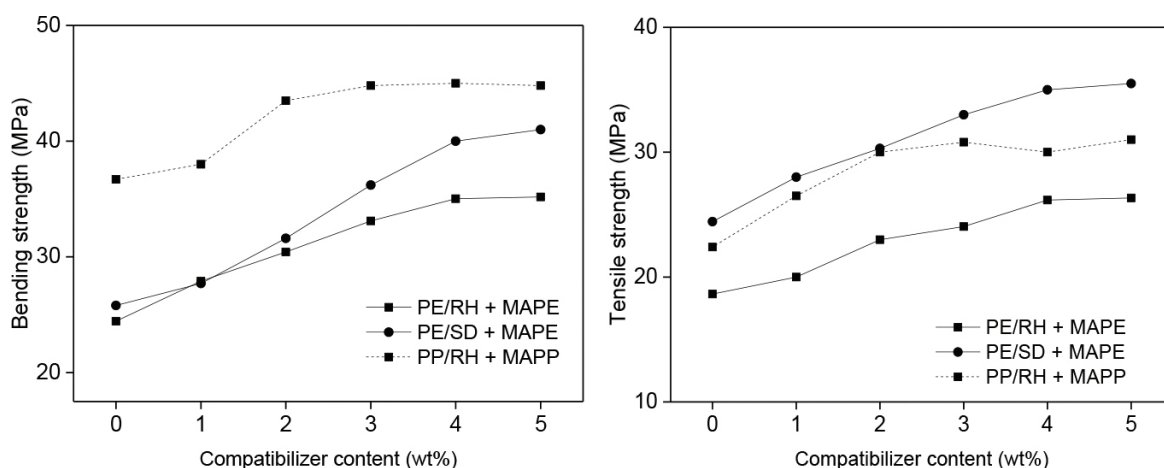 50
40
30
20
Bending strength (MPa)
PE/RH + MAPE
PE/SD + MAPE
PP/RH + MAPP
0 1 2 3 4 5
Compatibilizer content (wt%)
40
30
20
10
Tensile strength (MPa)
PE/RH + MAPE
PE/SD + MAPE
PP/RH + MAPP
0 1 2 3 4 5
Compatibilizer content (wt%)